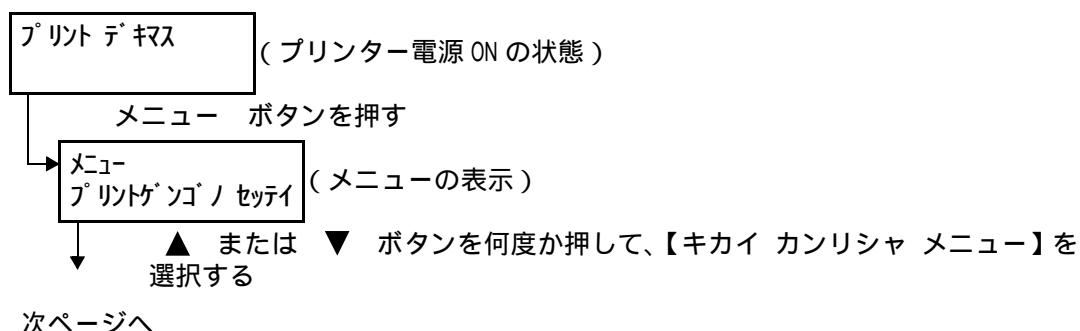 プリント デキマス
(プリンター電源 ON の状態)
メニュー ボタンを押す
メニュー
プリントゲンゴノ セッテイ
(メニューの表示)
▲ または ▼ ボタンを何度か押して、【キカイ カンリシャ メニュー】を
選択する
次ページへ